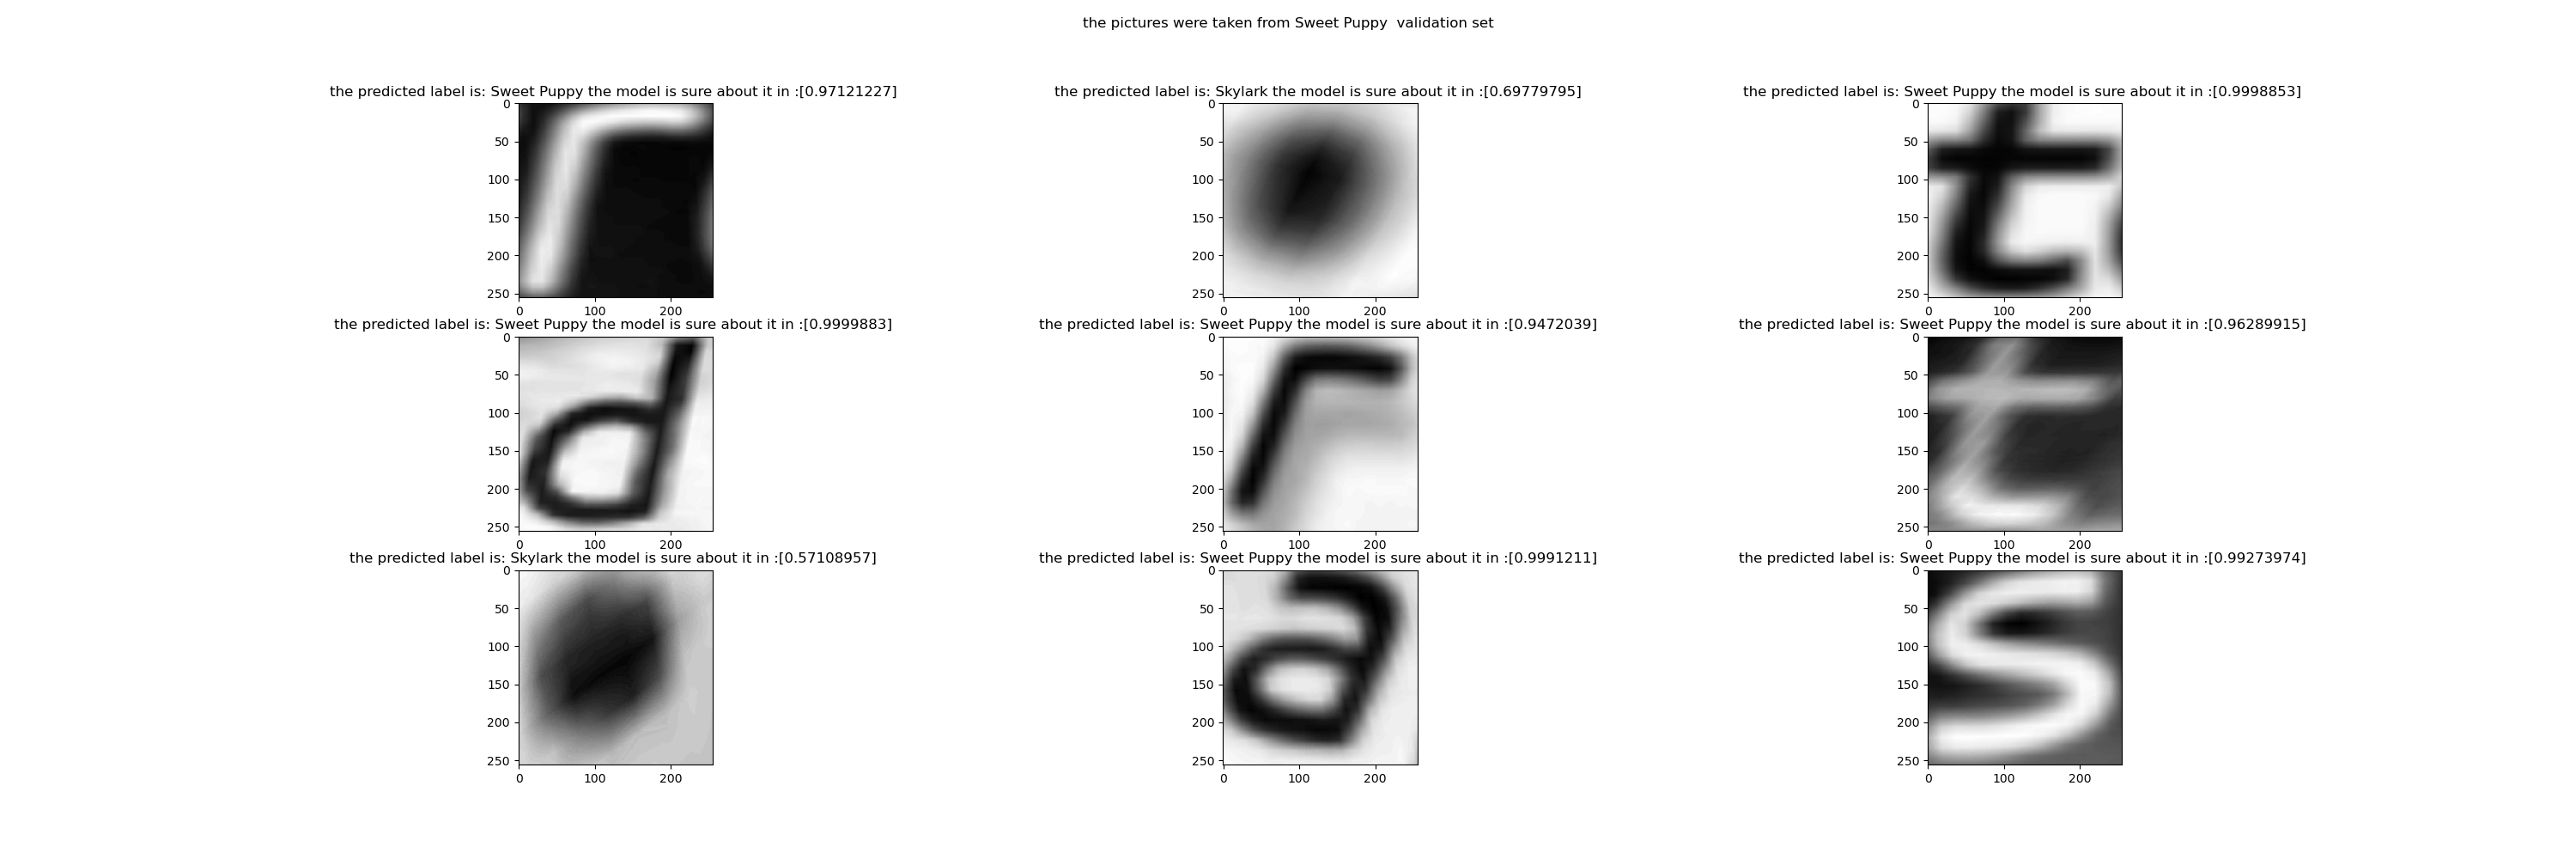 the pictures were taken from Sweet Puppy  validation set
the predicted label is: Sweet Puppy the model is sure about it in :[0.97121227]
0
50
100
150
200
250
0 100 200
r
the predicted label is: Skylark the model is sure about it in :[0.69779795]
0
50
100
150
200
250
0 100 200
the predicted label is: Sweet Puppy the model is sure about it in :[0.9998853]
0
50
100
150
200
250
0 100 200
t
the predicted label is: Sweet Puppy the model is sure about it in :[0.9999883]
0
50
100
150
200
250
0 100 200
d
the predicted label is: Sweet Puppy the model is sure about it in :[0.9472039]
0
50
100
150
200
250
0 100 200
r
the predicted label is: Sweet Puppy the model is sure about it in :[0.96289915]
0
50
100
150
200
250
0 100 200
t
the predicted label is: Skylark the model is sure about it in :[0.57108957]
0
50
100
150
200
250
0 100 200
the predicted label is: Sweet Puppy the model is sure about it in :[0.9991211]
0
50
100
150
200
250
0 100 200
a
the predicted label is: Sweet Puppy the model is sure about it in :[0.99273974]
0
50
100
150
200
250
0 100 200
s